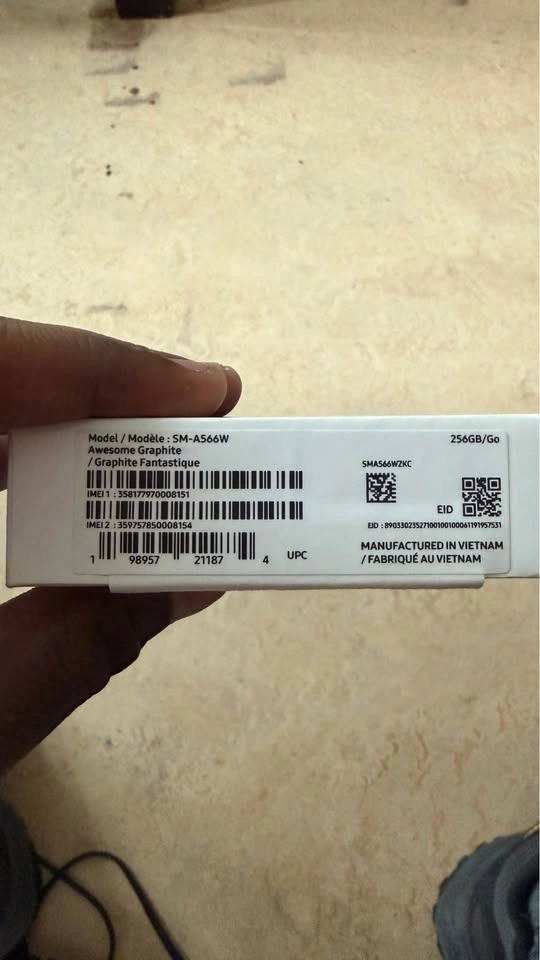 Model / Modèle : SM-A566W
256GB/Go
Awesome Graphite
/ Graphite Fantastique
SMA566WZKC
IMEI 1 : 358177970008151
EID
IMEI 2 : 359757850008154
EID : 89033023527100100100061191957531
1 98957 21187 4 UPC
MANUFACTURED IN VIETNAM
/ FABRIQUÉ AU VIETNAM